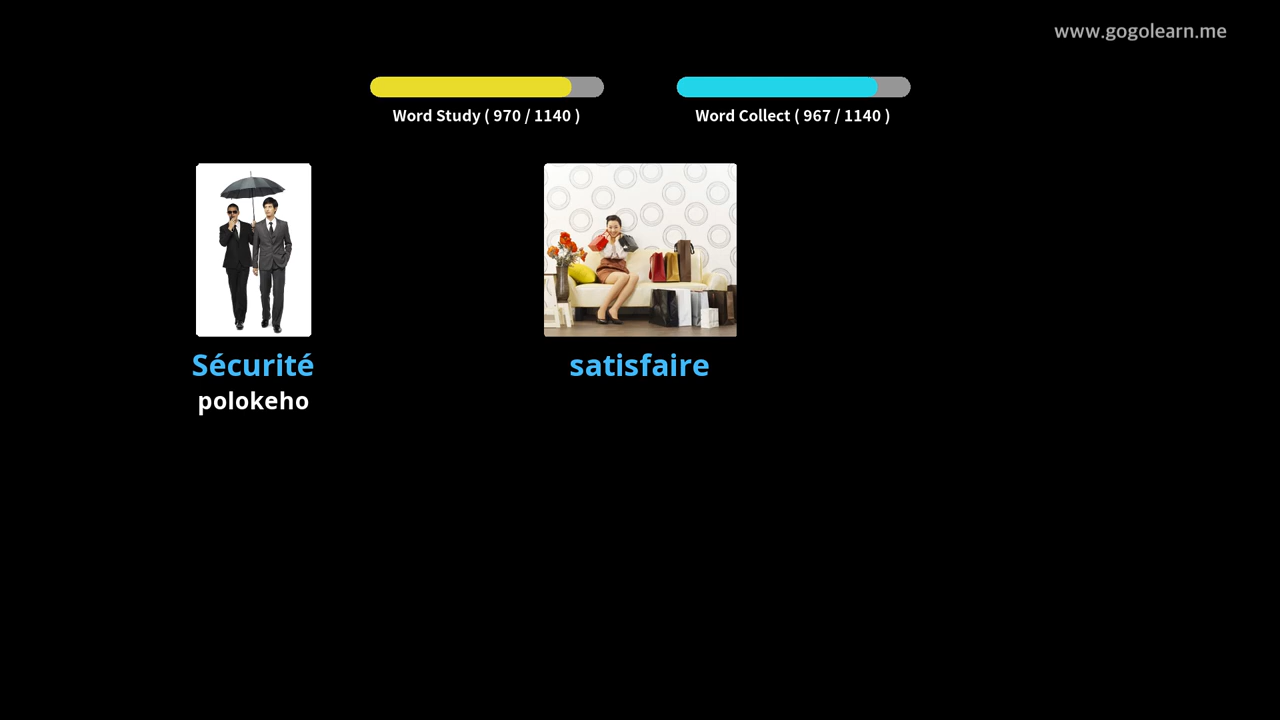 www.gogolearn.me
Word Study ( 970 / 1140 )
Word Collect ( 967 / 1140 )
Sécurité
polokeho
satisfaire